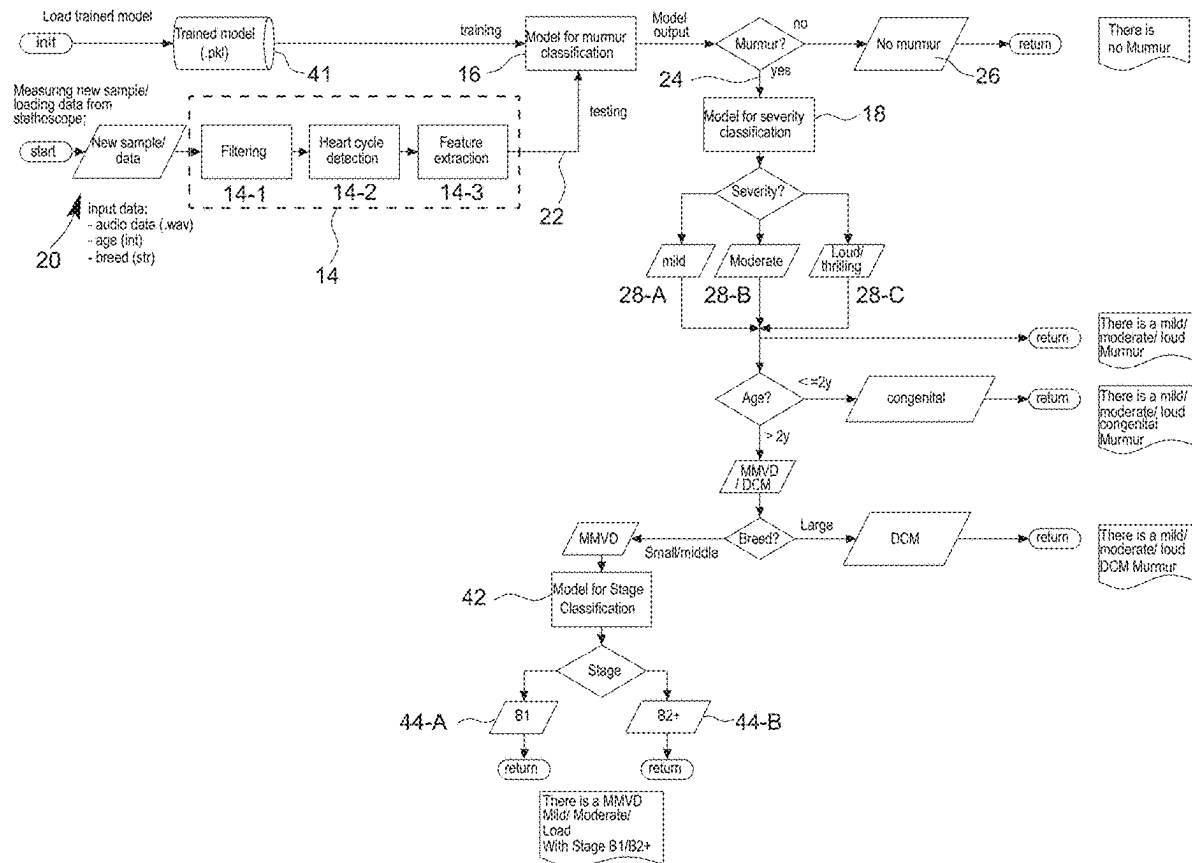 Load trained model
init
Trained model
(.pkl)
41
training
Model for murmur
classification
16
Model
output
Murmur?
no
No murmur
26
return
There is
no Murmur
24
yes
Measuring new sample/
loading data from
stethoscope;
start
New sample/
data
Filtering
14-1
Heart cycle
detection
14-2
Feature
extraction
14-3
testing
22
14
20
input data:
- audio data (.wav)
- age (int)
- breed (str)
Model for severity
classification
18
Severity?
mild
Moderate
Loud/
thrilling
28-A
28-B
28-C
return
There is a mild/
moderate/ loud
Murmur
Age?
< =2y
congenital
return
There is a mild/
moderate/ loud
congenital
Murmur
> 2y
MMVD
/ DCM
MMVD
Small/middle
Breed?
Large
DCM
return
There is a mild/
moderate/ loud
DCM Murmur
42
Model for Stage
Classification
Stage
44-A
B1
B2+
44-B
return
return
There is a MMVD
Mild/ Moderate/
Load
With Stage B1/B2+